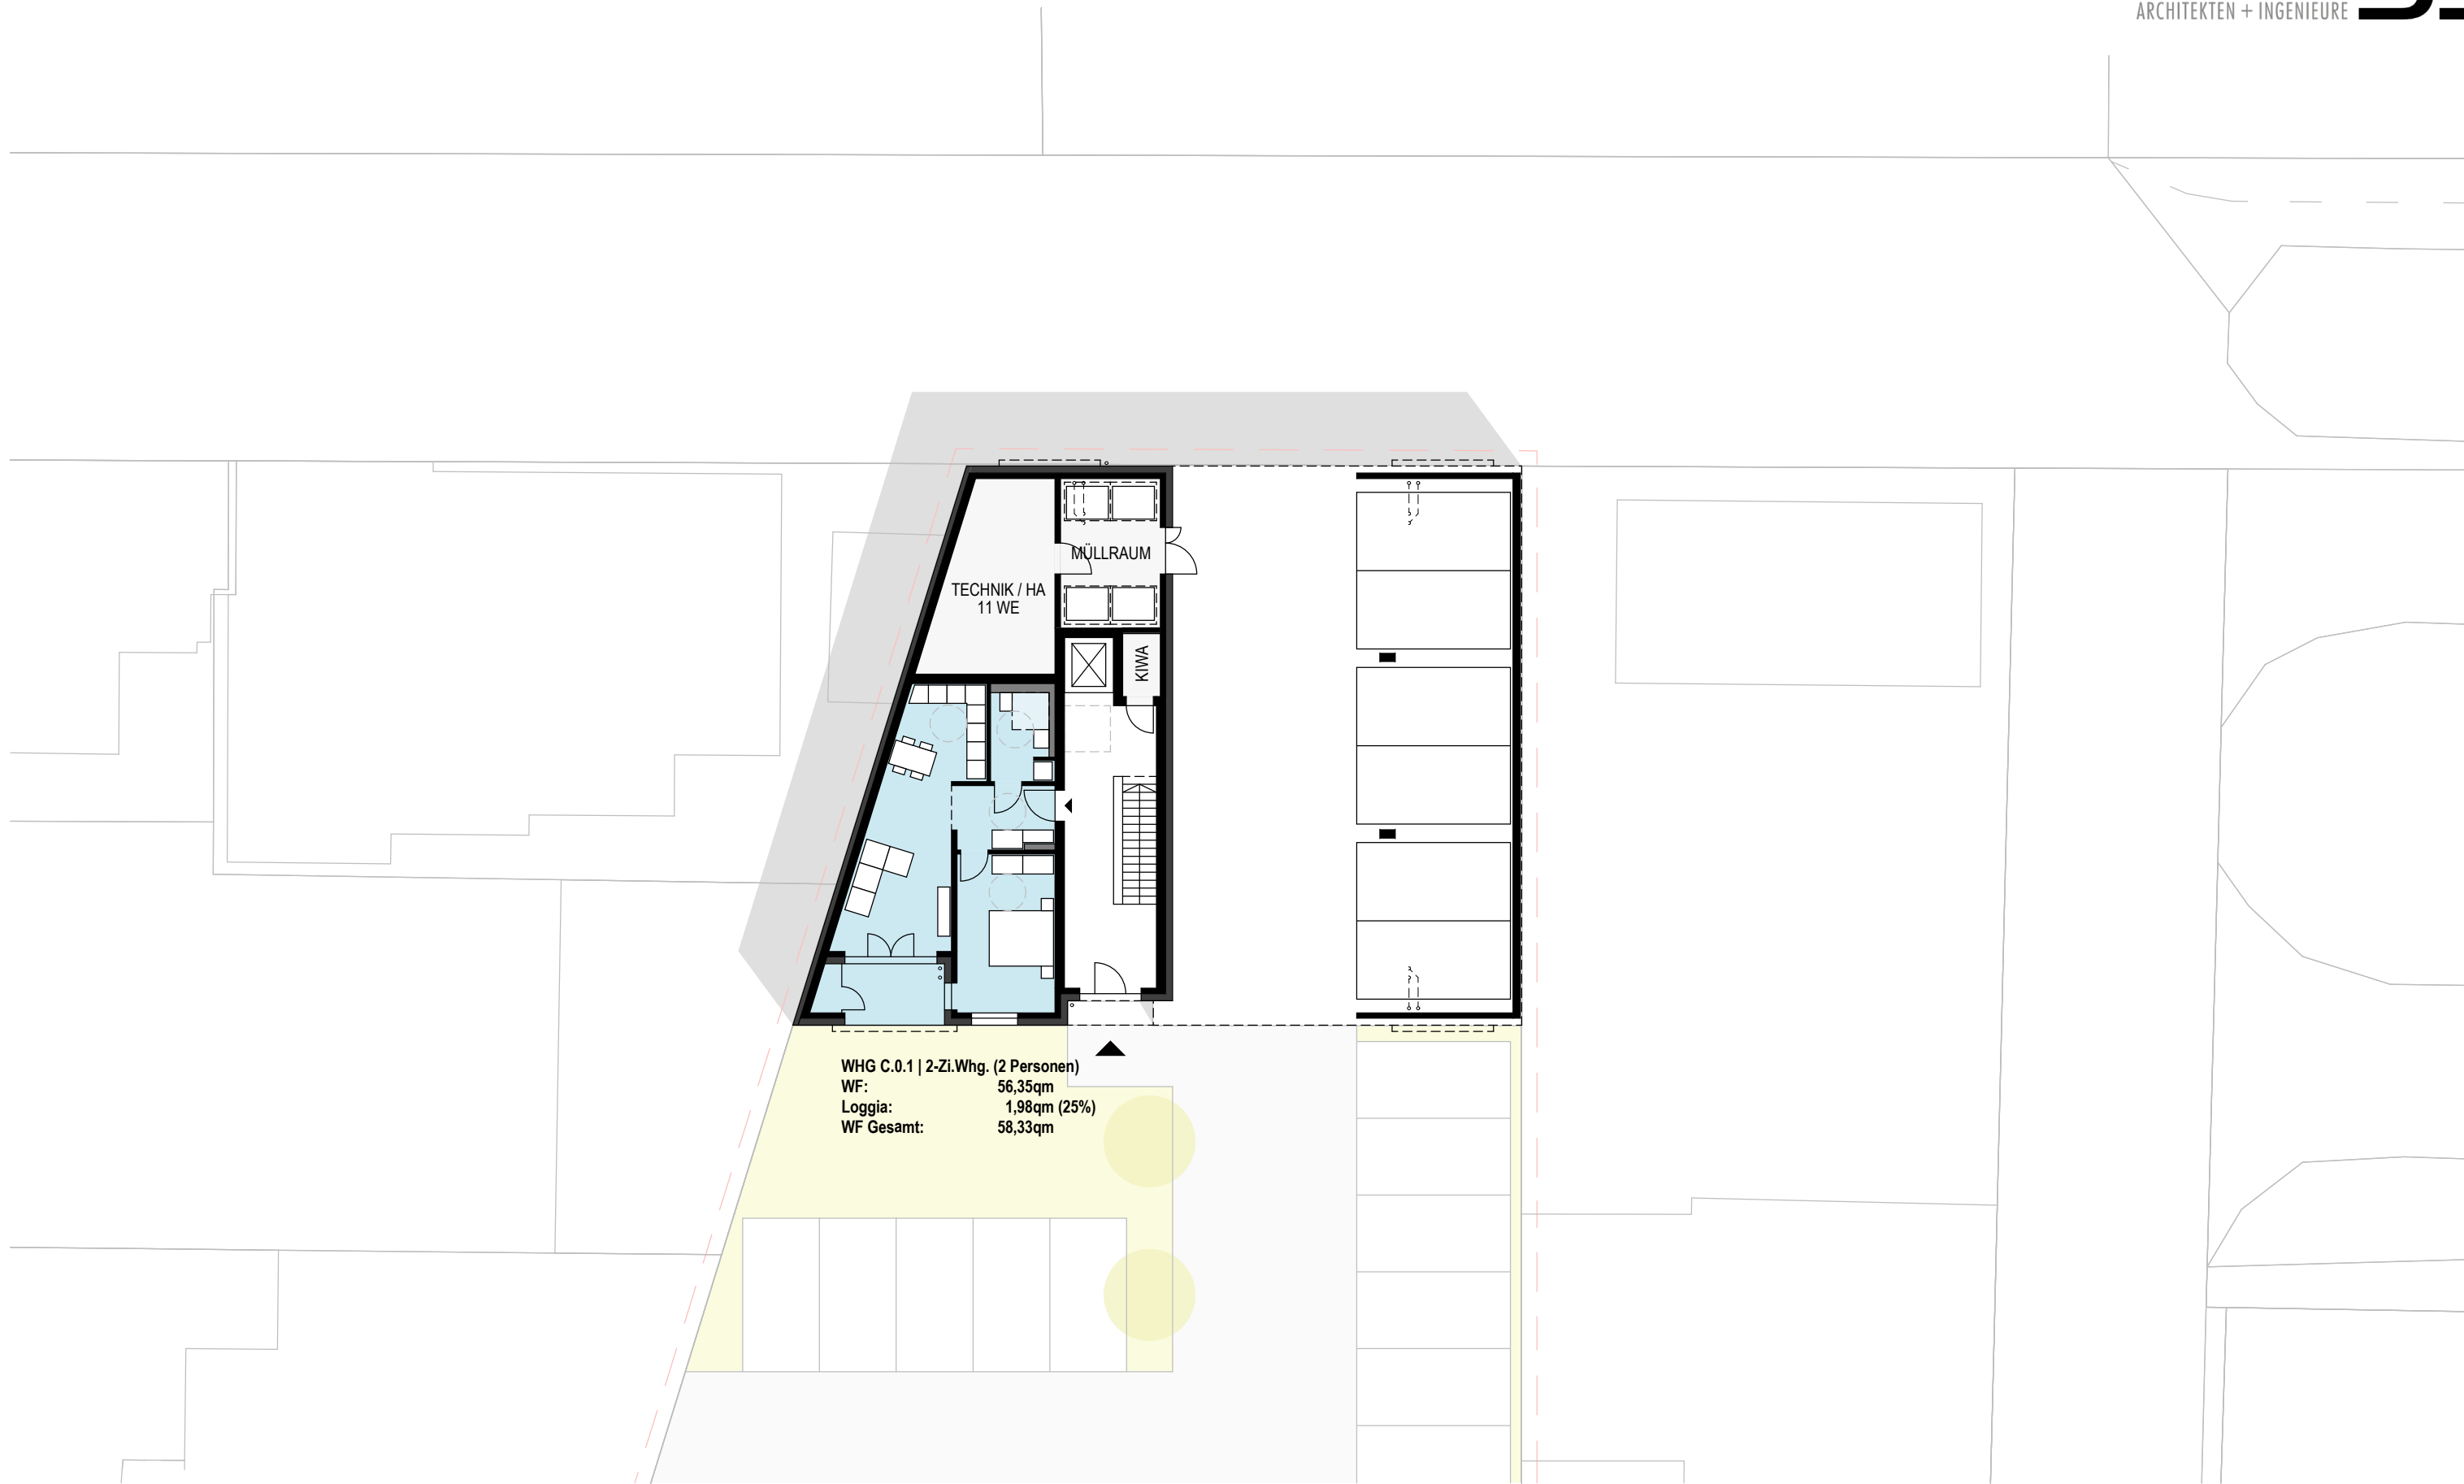 ARCHITEKTEN + INGENIEURE
MÜLLRAUM
TECHNIK / HA
11 WE
KIWA
WHG C.0.1 | 2-Zi.Whg. (2 Personen)
WF: 56,35qm
Loggia: 1,98qm (25%)
WF Gesamt: 58,33qm